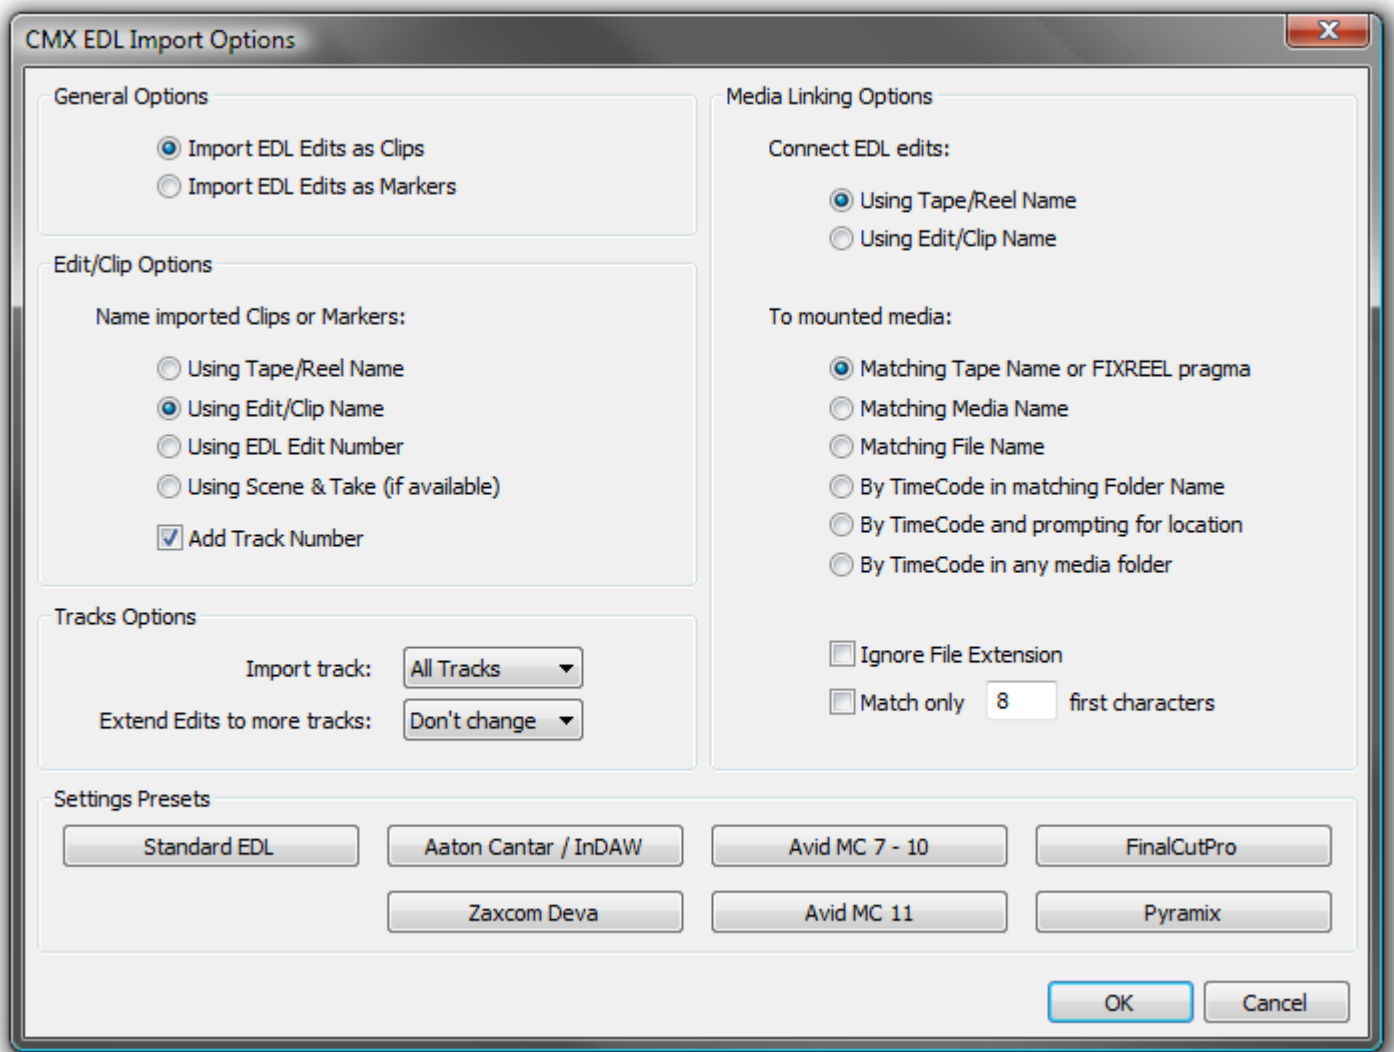 CMX EDL Import Options
General Options
Import EDL Edits as Clips
Import EDL Edits as Markers
Edit/Clip Options
Name imported Clips or Markers:
Using Tape/Reel Name
Using Edit/Clip Name
Using EDL Edit Number
Using Scene & Take (if available)
Add Track Number
Tracks Options
Import track: All Tracks
Extend Edits to more tracks: Don't change
Media Linking Options
Connect EDL edits:
Using Tape/Reel Name
Using Edit/Clip Name
To mounted media:
Matching Tape Name or FIXREEL pragma
Matching Media Name
Matching File Name
By TimeCode in matching Folder Name
By TimeCode and prompting for location
By TimeCode in any media folder
Ignore File Extension
Match only 8 first characters
Settings Presets
Standard EDL Aaton Cantar / InDAW Avid MC 7 - 10 FinalCutPro
Zaxcom Deva Avid MC 11 Pyramix
OK Cancel